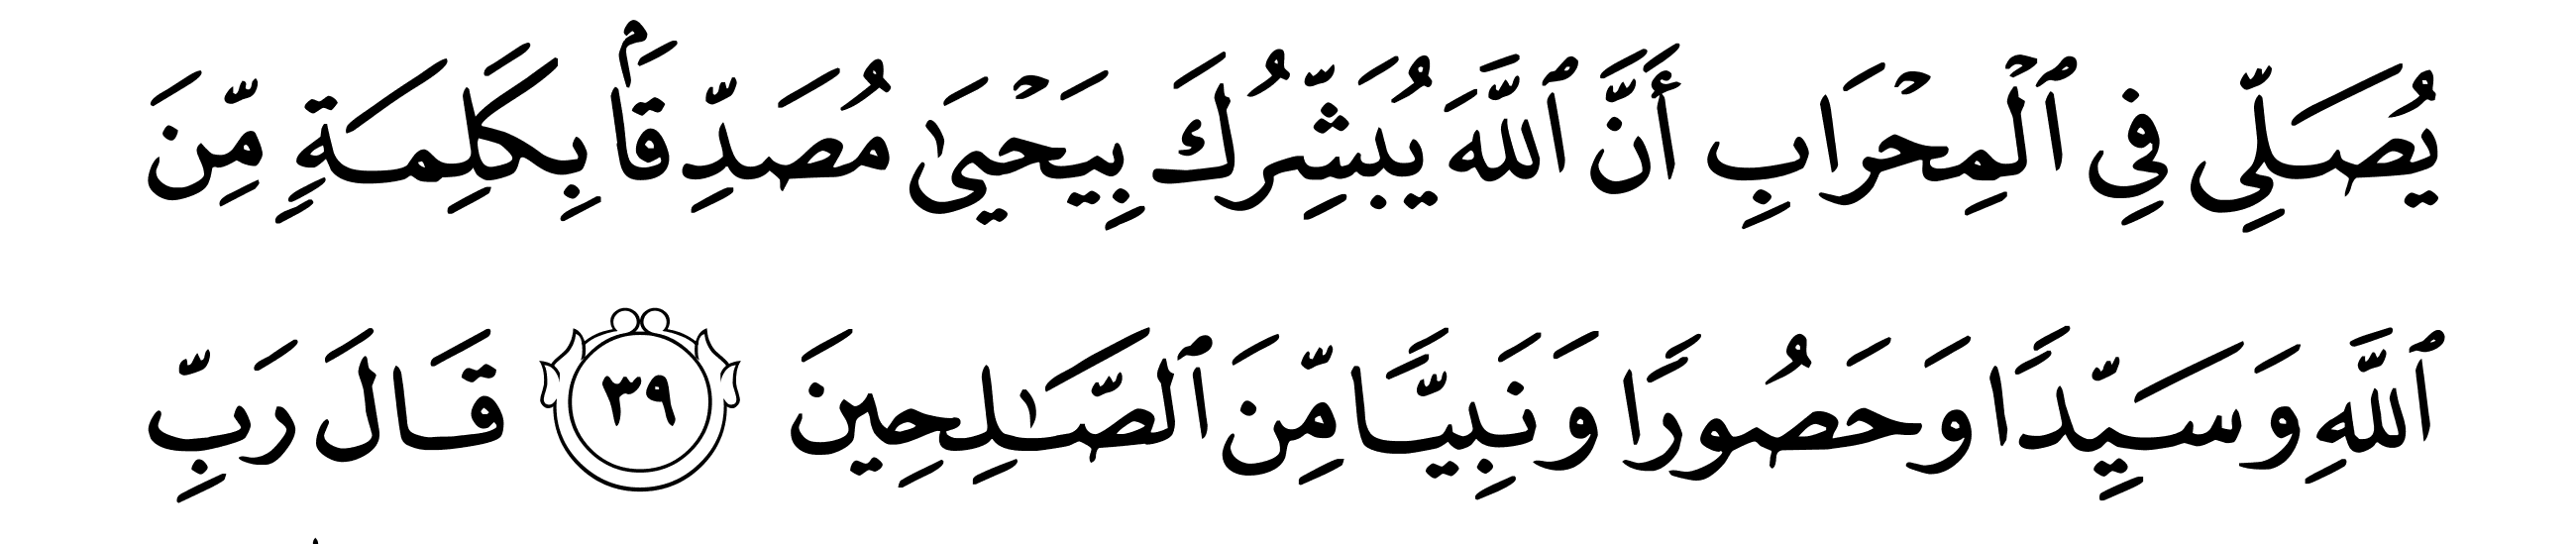 يُصَلِّي فِي ٱلْمِحْرَابِ أَنَّ ٱللَّهَ يُبَشِّرُكَ بِيَحْيَىٰ مُصَدِّقَۢا بِكَلِمَةٍ مِّنَ
ٱللَّهِ وَسَيِّدًا وَحَصُورًا وَنَبِيًّا مِّنَ ٱلصَّـٰلِحِينَ ٣٩ قَالَ رَبِّ